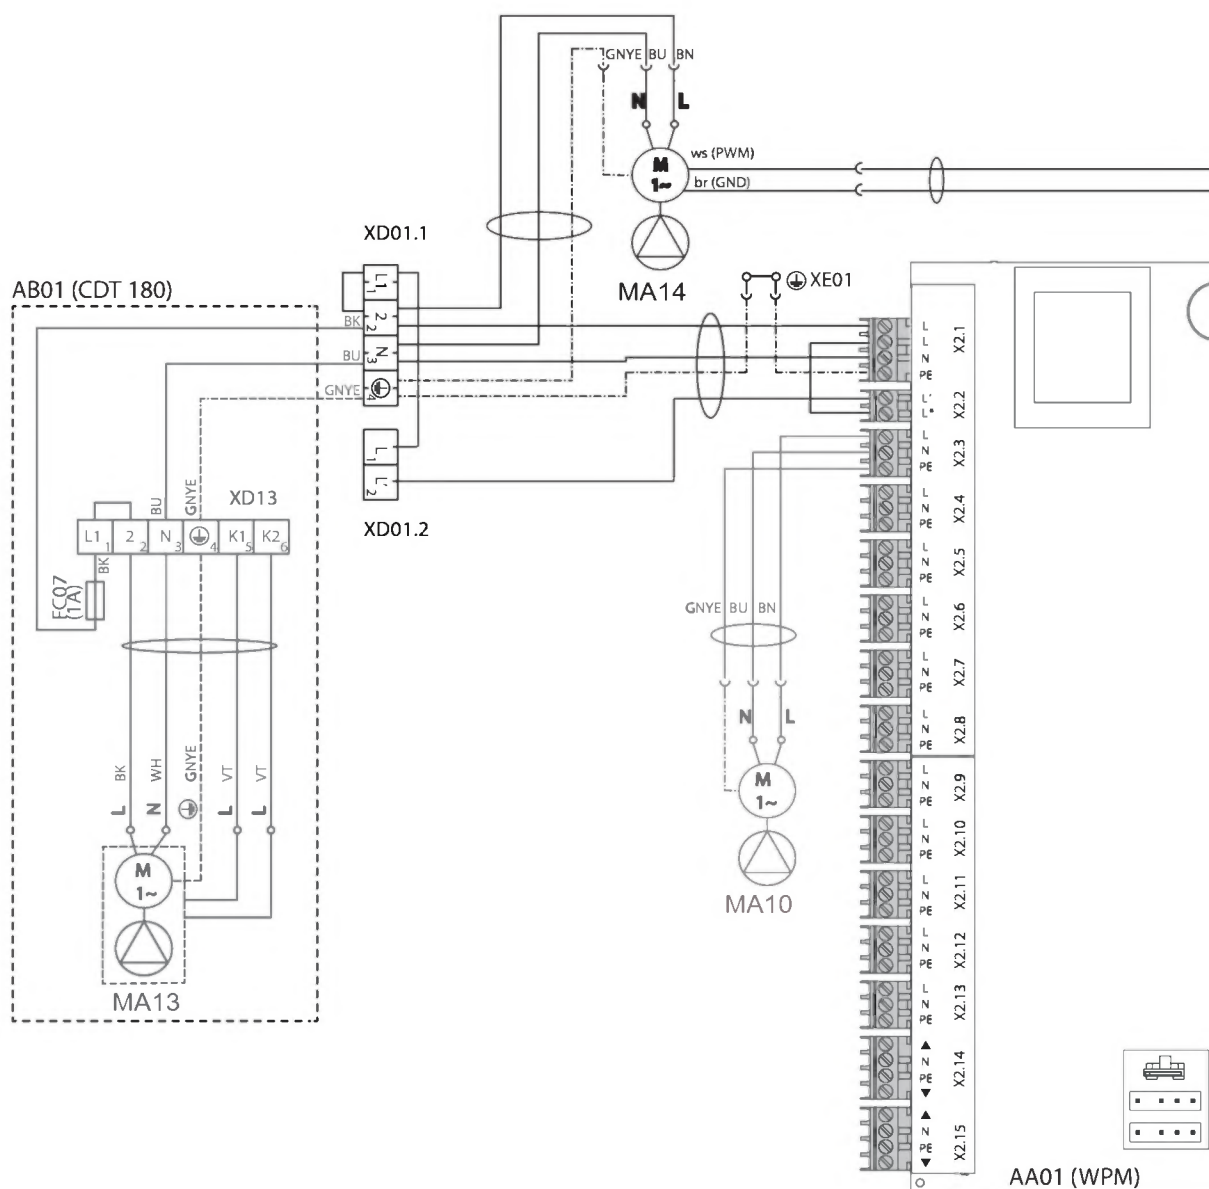 GNYE BU BN
N L
M
1~
ws (PWM)
br (GND)
MA14
XD01.1
L1 1
2 2
N 3
4
BK
BU
GNYE
L 1
L' 2
XD01.2
XE01
AB01 (CDT 180)
BU
GNYE
XD13
L1 1 2 2 N 3 4 K1 5 K2 6
BK
FC07
(1A)
BK
WH
GNYE
VT
VT
L N L L
M
1~
MA13
GNYE BU BN
N L
M
1~
MA10
L
L
N
PE
X2.1
L'
L*
X2.2
L
N
PE
X2.3
L
N
PE
X2.4
L
N
PE
X2.5
L
N
PE
X2.6
L
N
PE
X2.7
L
N
PE
X2.8
L
N
PE
X2.9
L
N
PE
X2.10
L
N
PE
X2.11
L
N
PE
X2.12
L
N
PE
X2.13
▲
N
PE
▼
X2.14
▲
N
PE
▼
X2.15
AA01 (WPM)